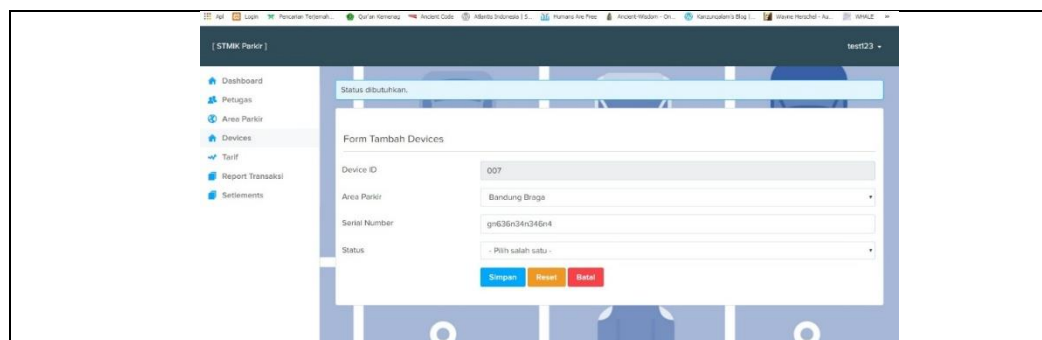 Apl Login Pencarian Terjemah... Qur'an Kemenag Ancient Code Atlantis Indonesia | S... Humans Are Free Ancient-Wisdom - On... Kanzunqalam's Blog |... Wayne Herschel - Au... WHALE »
[ STMIK Parkir ] test123
Dashboard
Status dibutuhkan.
Petugas
Area Parkir
Devices
Form Tambah Devices
Tarif
Report Transaksi
Device ID 007
Setlements
Area Parkir Bandung Braga
Serial Number gn636n34n346n4
Status - Pilih salah satu -
Simpan Reset Batal